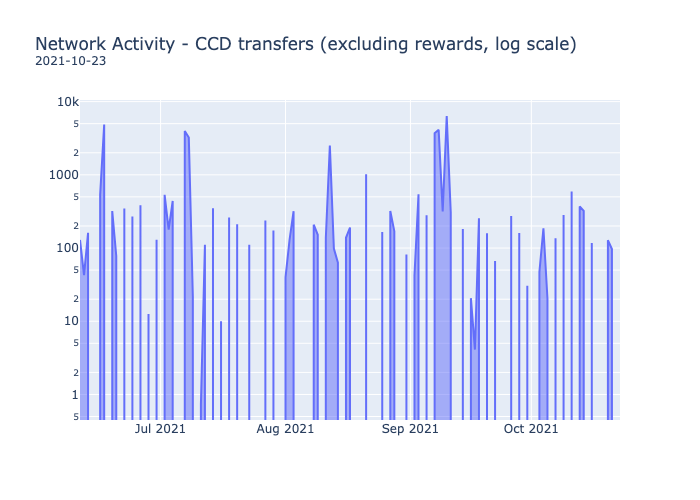 Network Activity - CCD transfers (excluding rewards, log scale)
2021-10-23
10k
5
2
1000
5
2
100
5
2
10
5
2
1
5
Jul 2021
Aug 2021
Sep 2021
Oct 2021